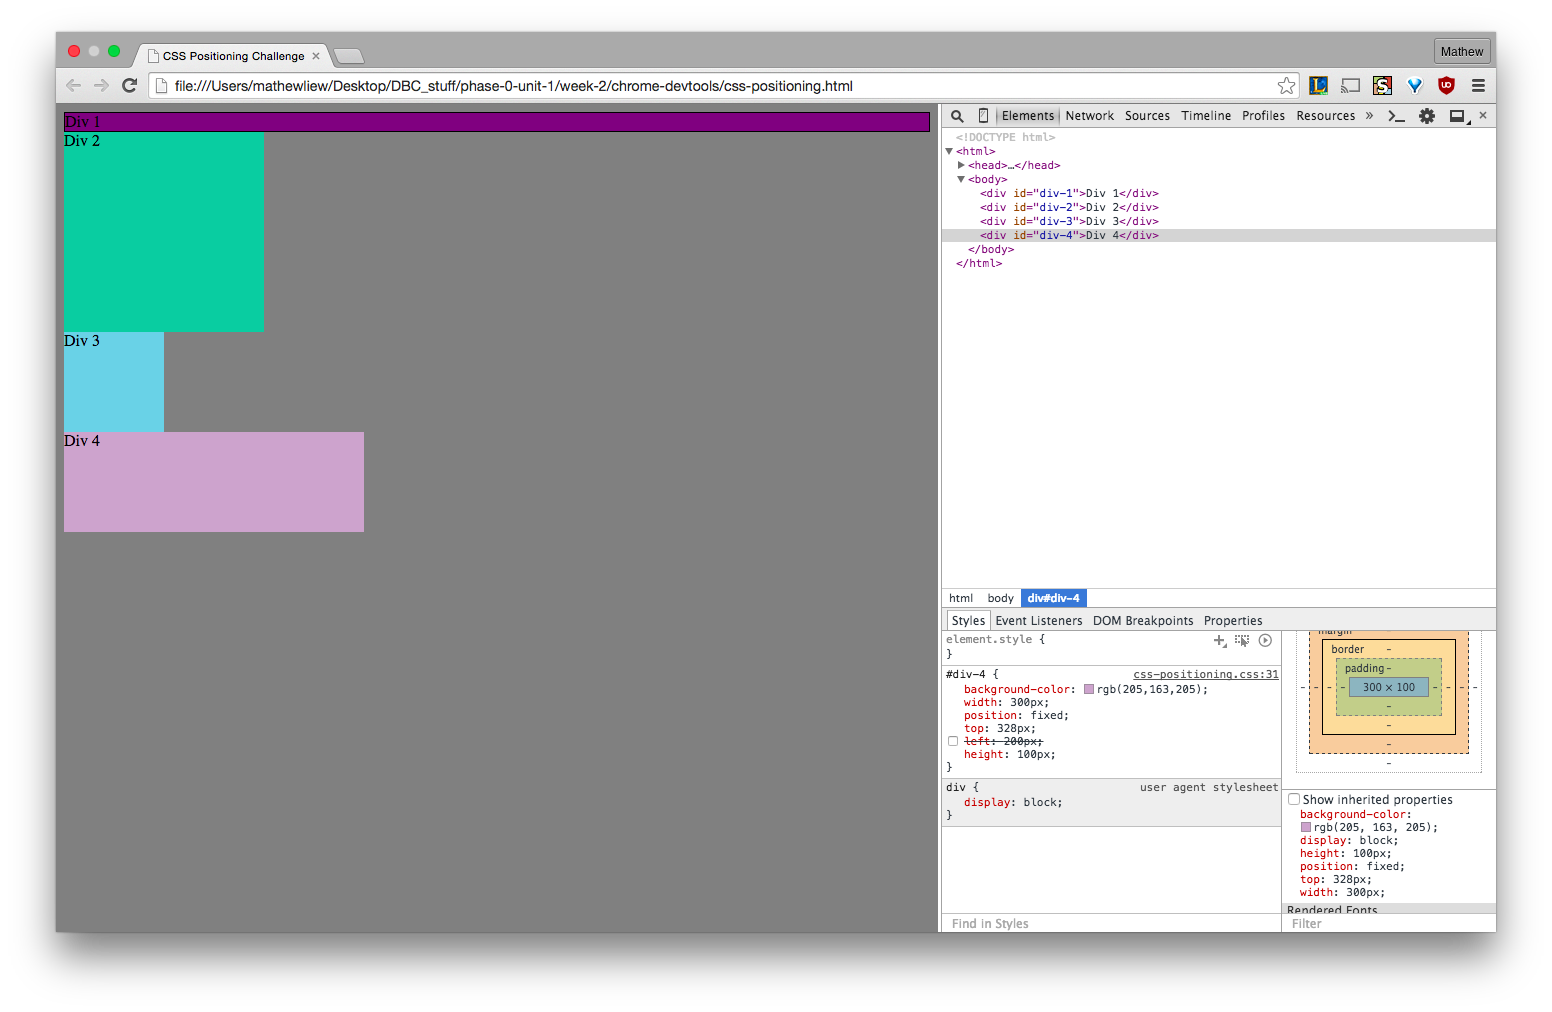 CSS Positioning Challenge ×
Mathew
file:///Users/mathewliew/Desktop/DBC_stuff/phase-0-unit-1/week-2/chrome-devtools/css-positioning.html
Div 1
Div 2
Div 3
Div 4
Elements Network Sources Timeline Profiles Resources » ×
<!DOCTYPE html>
<html>
<head>…</head>
<body>
<div id="div-1">Div 1</div>
<div id="div-2">Div 2</div>
<div id="div-3">Div 3</div>
<div id="div-4">Div 4</div>
</body>
</html>
html body div#div-4
Styles Event Listeners DOM Breakpoints Properties
element.style {
}
#div-4 { css-positioning.css:31
background-color: rgb(205,163,205);
width: 300px;
position: fixed;
top: 328px;
left: 200px;
height: 100px;
}
div { user agent stylesheet
display: block;
}
Find in Styles
margin -
border -
padding -
- - - - 300 × 100 - - - -
-
-
-
-
Show inherited properties
background-color:
rgb(205, 163, 205);
display: block;
height: 100px;
position: fixed;
top: 328px;
width: 300px;
Rendered Fonts
Filter